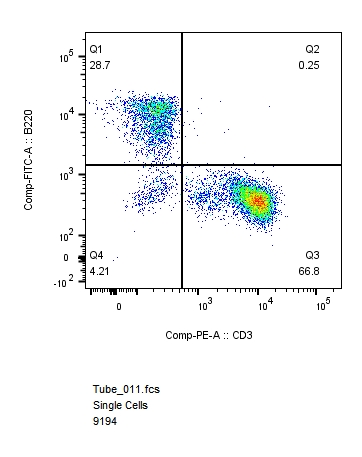 Q1
28.7
Q2
0.25
10^5
10^4
10^3
10^2
0
-10^2
Comp-FITC-A :: B220
Q4
4.21
Q3
66.8
0
10^3
10^4
10^5
Comp-PE-A :: CD3
Tube_011.fcs
Single Cells
9194